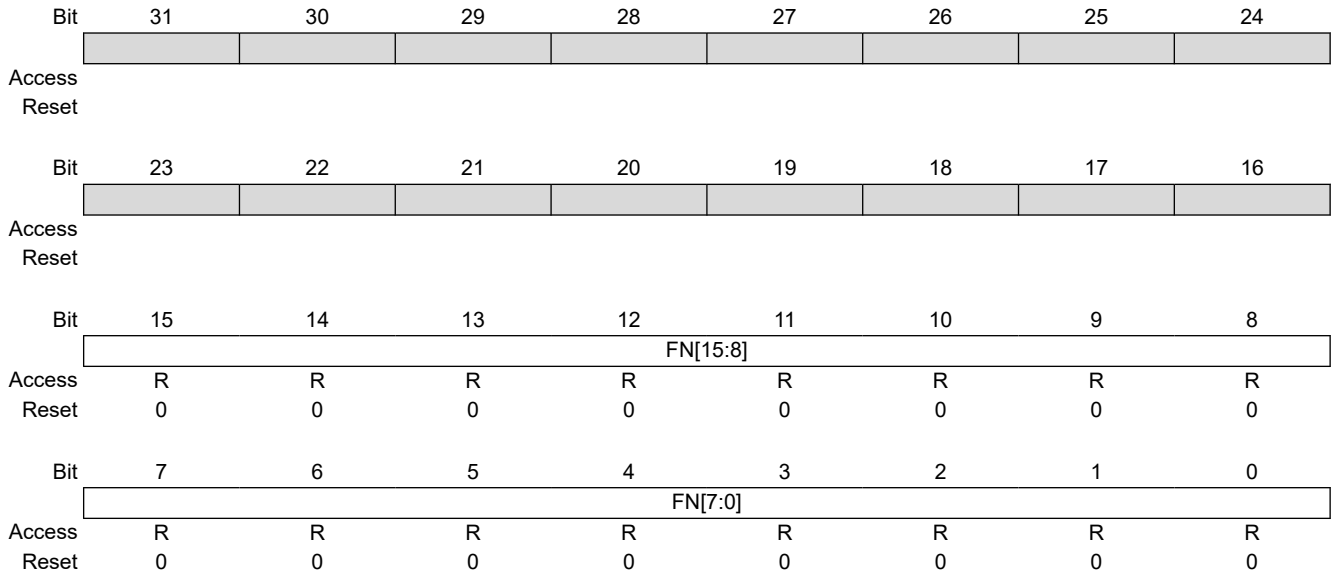 Bit 31 30 29 28 27 26 25 24
Access
Reset
Bit 23 22 21 20 19 18 17 16
Access
Reset
Bit 15 14 13 12 11 10 9 8
FN[15:8]
Access R R R R R R R R
Reset 0 0 0 0 0 0 0 0
Bit 7 6 5 4 3 2 1 0
FN[7:0]
Access R R R R R R R R
Reset 0 0 0 0 0 0 0 0